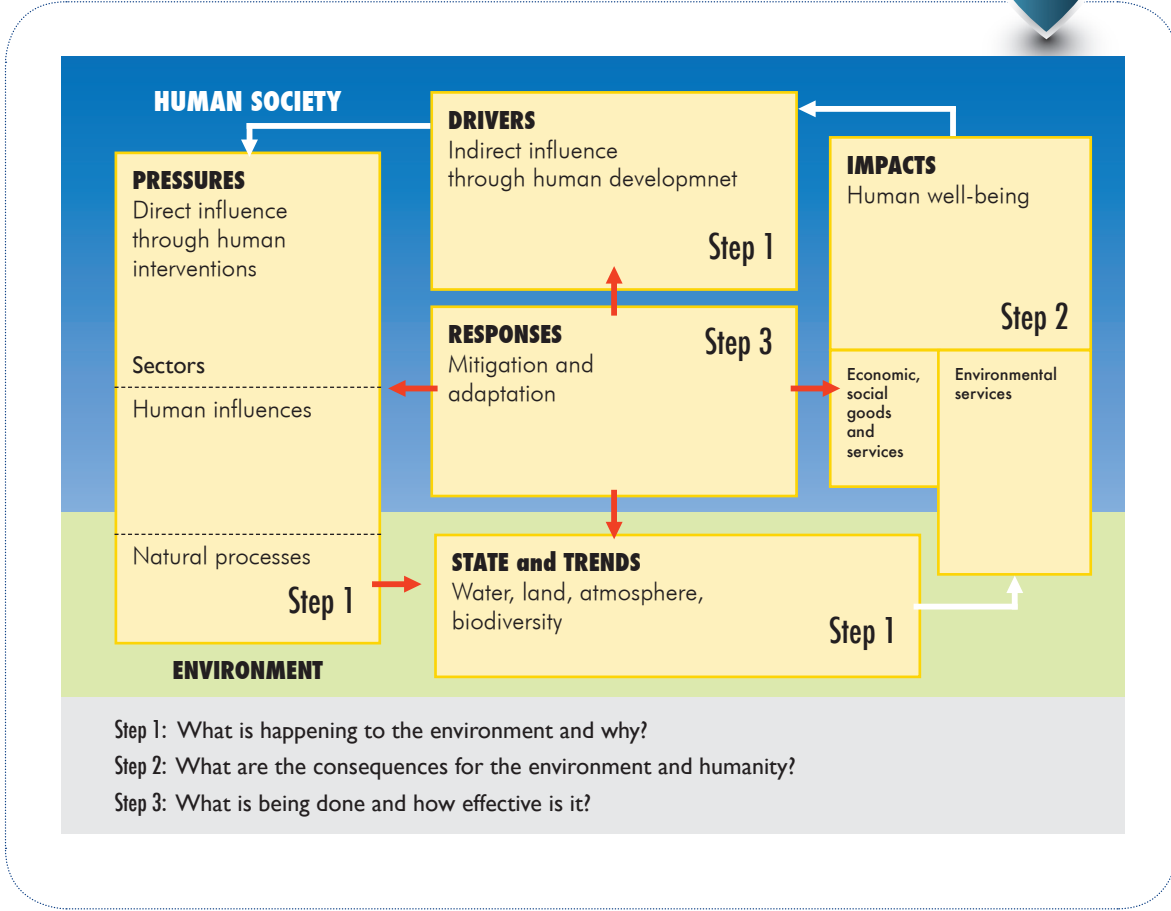 HUMAN SOCIETY
PRESSURES
Direct influence
through human
interventions
Sectors
Human influences
Natural processes
Step 1
DRIVERS
Indirect influence
through human developmnet
Step 1
RESPONSES
Step 3
Mitigation and
adaptation
IMPACTS
Human well-being
Step 2
Economic,
social
goods
and
services
Environmental
services
STATE and TRENDS
Water, land, atmosphere,
biodiversity
Step 1
ENVIRONMENT
Step 1: What is happening to the environment and why?
Step 2: What are the consequences for the environment and humanity?
Step 3: What is being done and how effective is it?